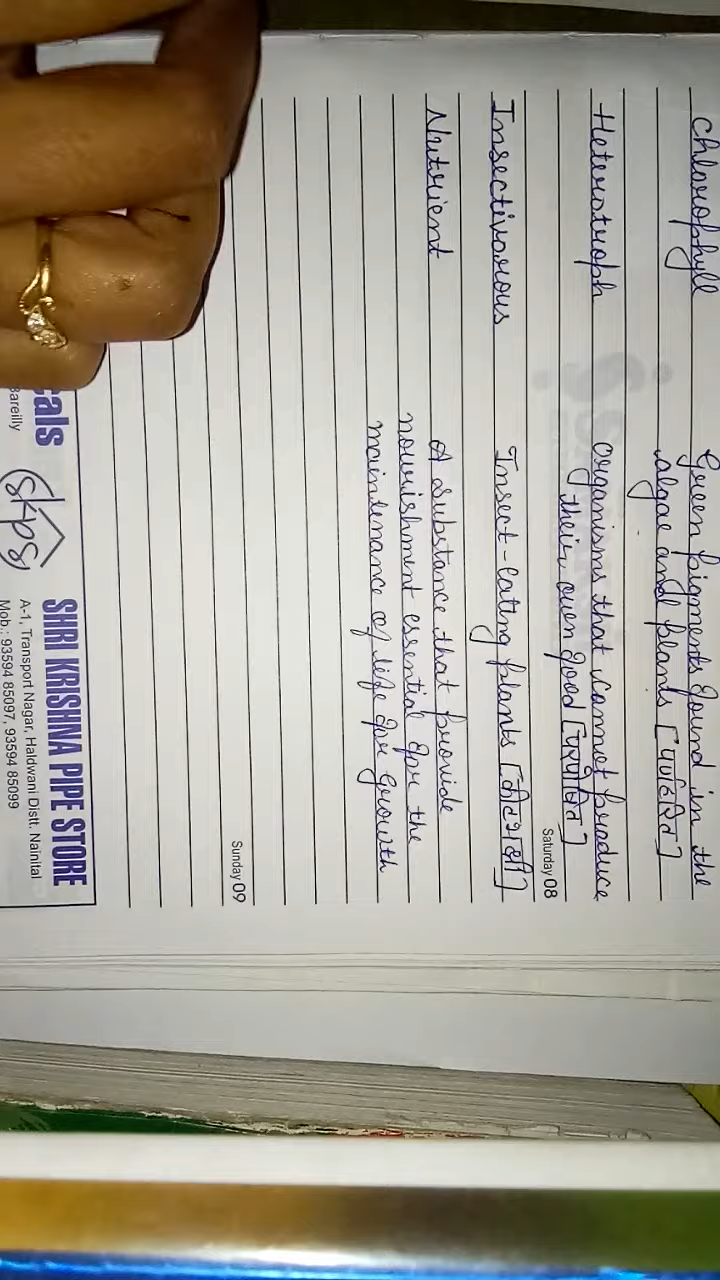 Chlorophyll Green pigments found in the
algae and plants [पर्णहरित]
Heterotroph Organisms that cannot produce
their own food [परपोषित]
Saturday 08
Insectivorous Insect-eating plants [कीटभक्षी]
Nutrient A substance that provide
nourishment essential for the
maintenance of life for growth
Sunday 09
SHRI KRISHNA PIPE STORE
A-1, Transport Nagar, Haldwani Distt. Nainital
Mob.: 93594 85097, 93594 85099
skps
Bareilly